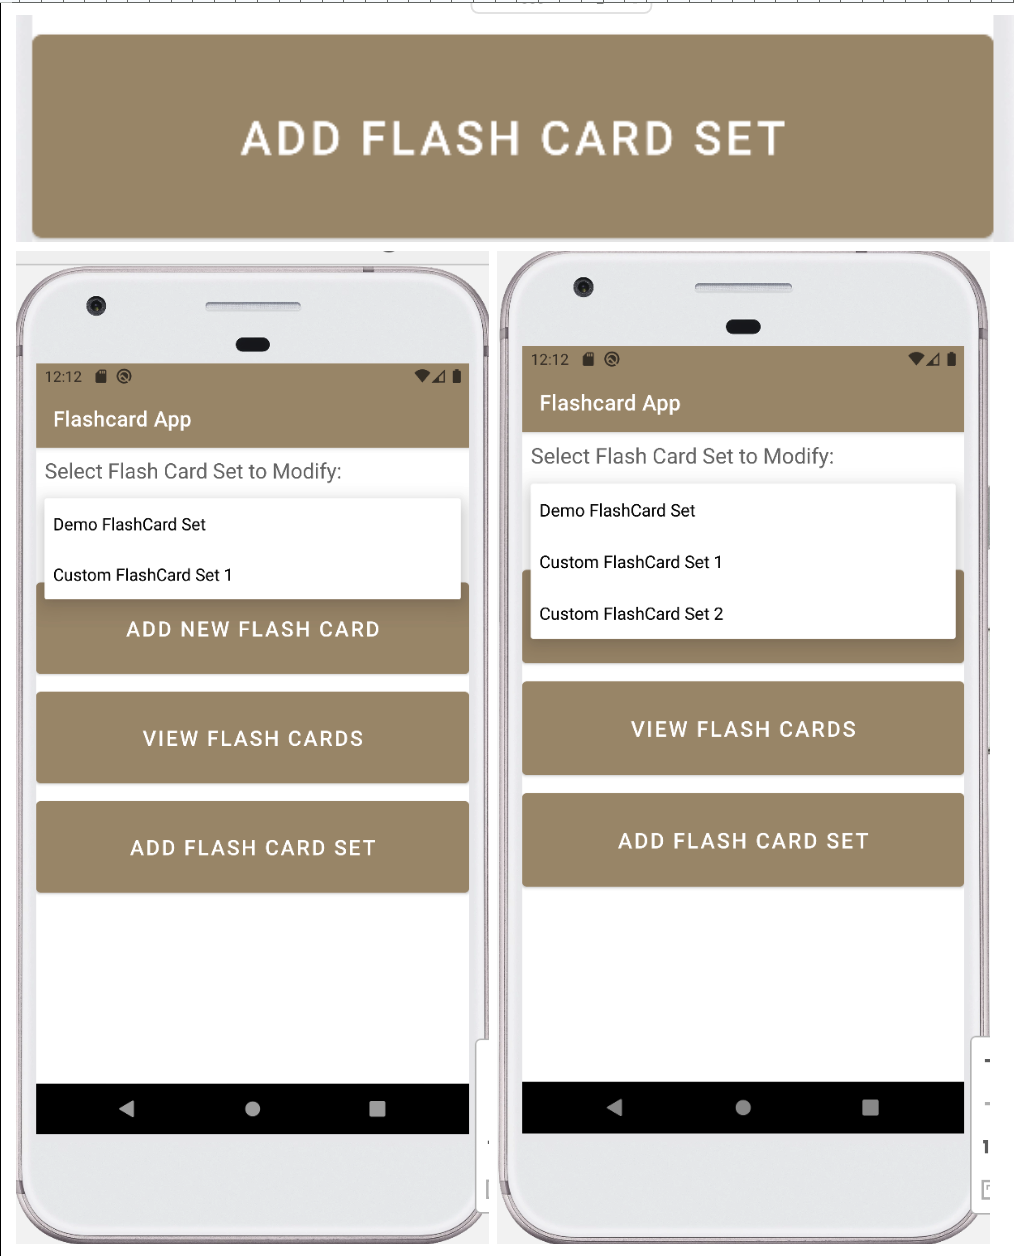 ADD FLASH CARD SET
12:12
Flashcard App
Select Flash Card Set to Modify:
Demo FlashCard Set
Custom FlashCard Set 1
ADD NEW FLASH CARD
VIEW FLASH CARDS
ADD FLASH CARD SET
12:12
Flashcard App
Select Flash Card Set to Modify:
Demo FlashCard Set
Custom FlashCard Set 1
Custom FlashCard Set 2
VIEW FLASH CARDS
ADD FLASH CARD SET